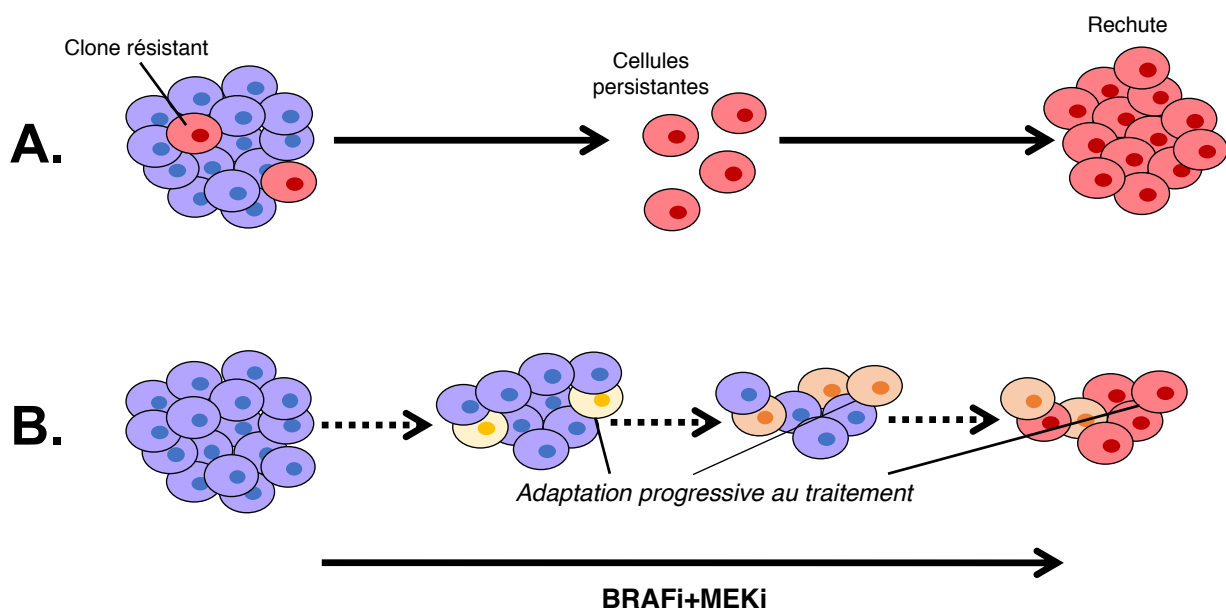 Rechute
Clone résistant
Cellules
persistantes
A.
B.
Adaptation progressive au traitement
BRAFi+MEKi